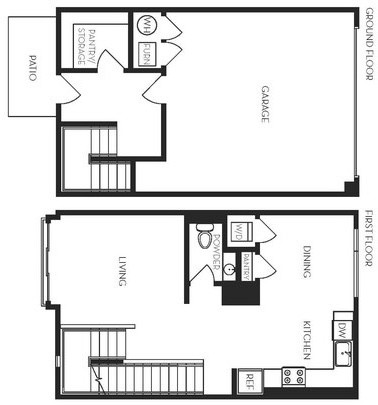 GROUND FLOOR
PATIO
PANTRY/
STORAGE
WH
FURN
GARAGE
FIRST FLOOR
LIVING
POWDER
W/D
PANTRY
DINING
KITCHEN
DW
REF